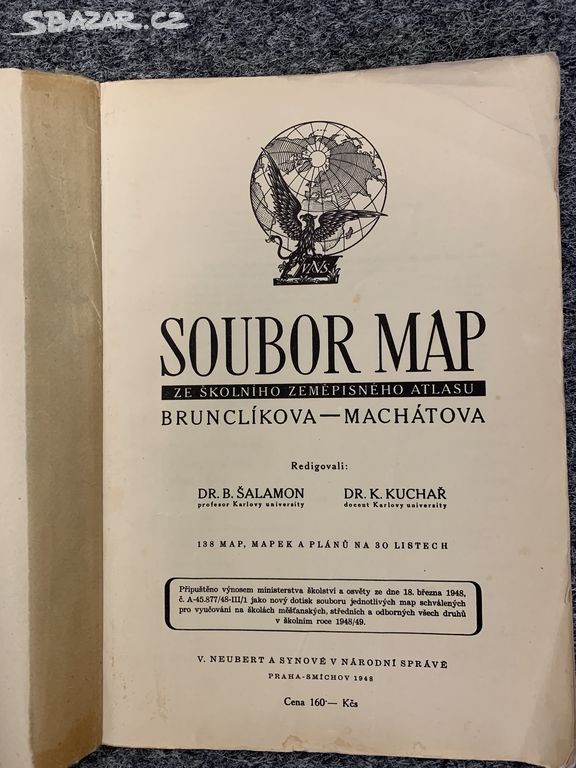 SBAZAR.CZ
VNS
SOUBOR MAP
ZE ŠKOLNÍHO ZEMĚPISNÉHO ATLASU
BRUNCLÍKOVA—MACHÁTOVA
Redigovali:
DR. B. ŠALAMON DR. K. KUCHAŘ
profesor Karlovy university docent Karlovy university
138 MAP, MAPEK A PLÁNŮ NA 30 LISTECH
Připuštěno výnosem ministerstva školství a osvěty ze dne 18. března 1948,
č. A-45.877/48-III/1 jako nový dotisk souboru jednotlivých map schválených
pro vyučování na školách měšťanských, středních a odborných všech druhů
v školním roce 1948/49.
V. NEUBERT A SYNOVÉ V NÁRODNÍ SPRÁVĚ
PRAHA-SMÍCHOV 1948
Cena 160·— Kčs